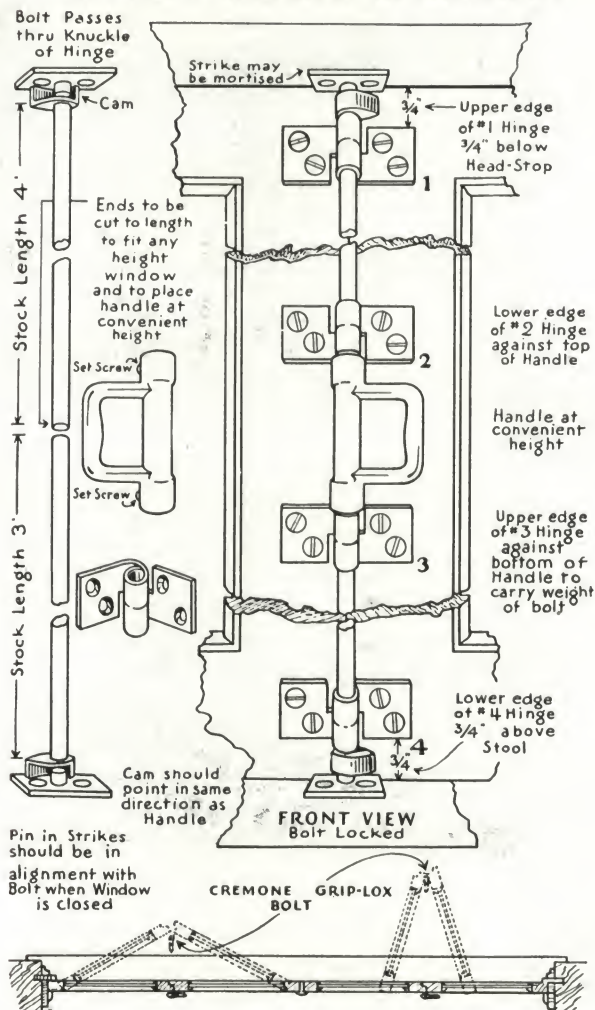 Bolt Passes
thru Knuckle
of Hinge
Cam
Strike may
be mortised
3/4"
Upper edge
of #1 Hinge
3/4" below
Head-Stop
1
Stock Length 4'
Ends to be
cut to length
to fit any
height
window
and to place
handle at
convenient
height
Set Screw
Set Screw
2
Lower edge
of #2 Hinge
against top
of Handle
Handle at
convenient
height
Upper edge
of #3 Hinge
against
bottom of
Handle to
carry weight
of bolt
3
Stock Length 3'
4
3/4"
Lower edge
of #4 Hinge
3/4" above
Stool
Cam should
point in same
direction as
Handle
FRONT VIEW
Bolt Locked
Pin in Strikes
should be in
alignment with
Bolt when Window
is closed
CREMONE GRIP-LOX
BOLT